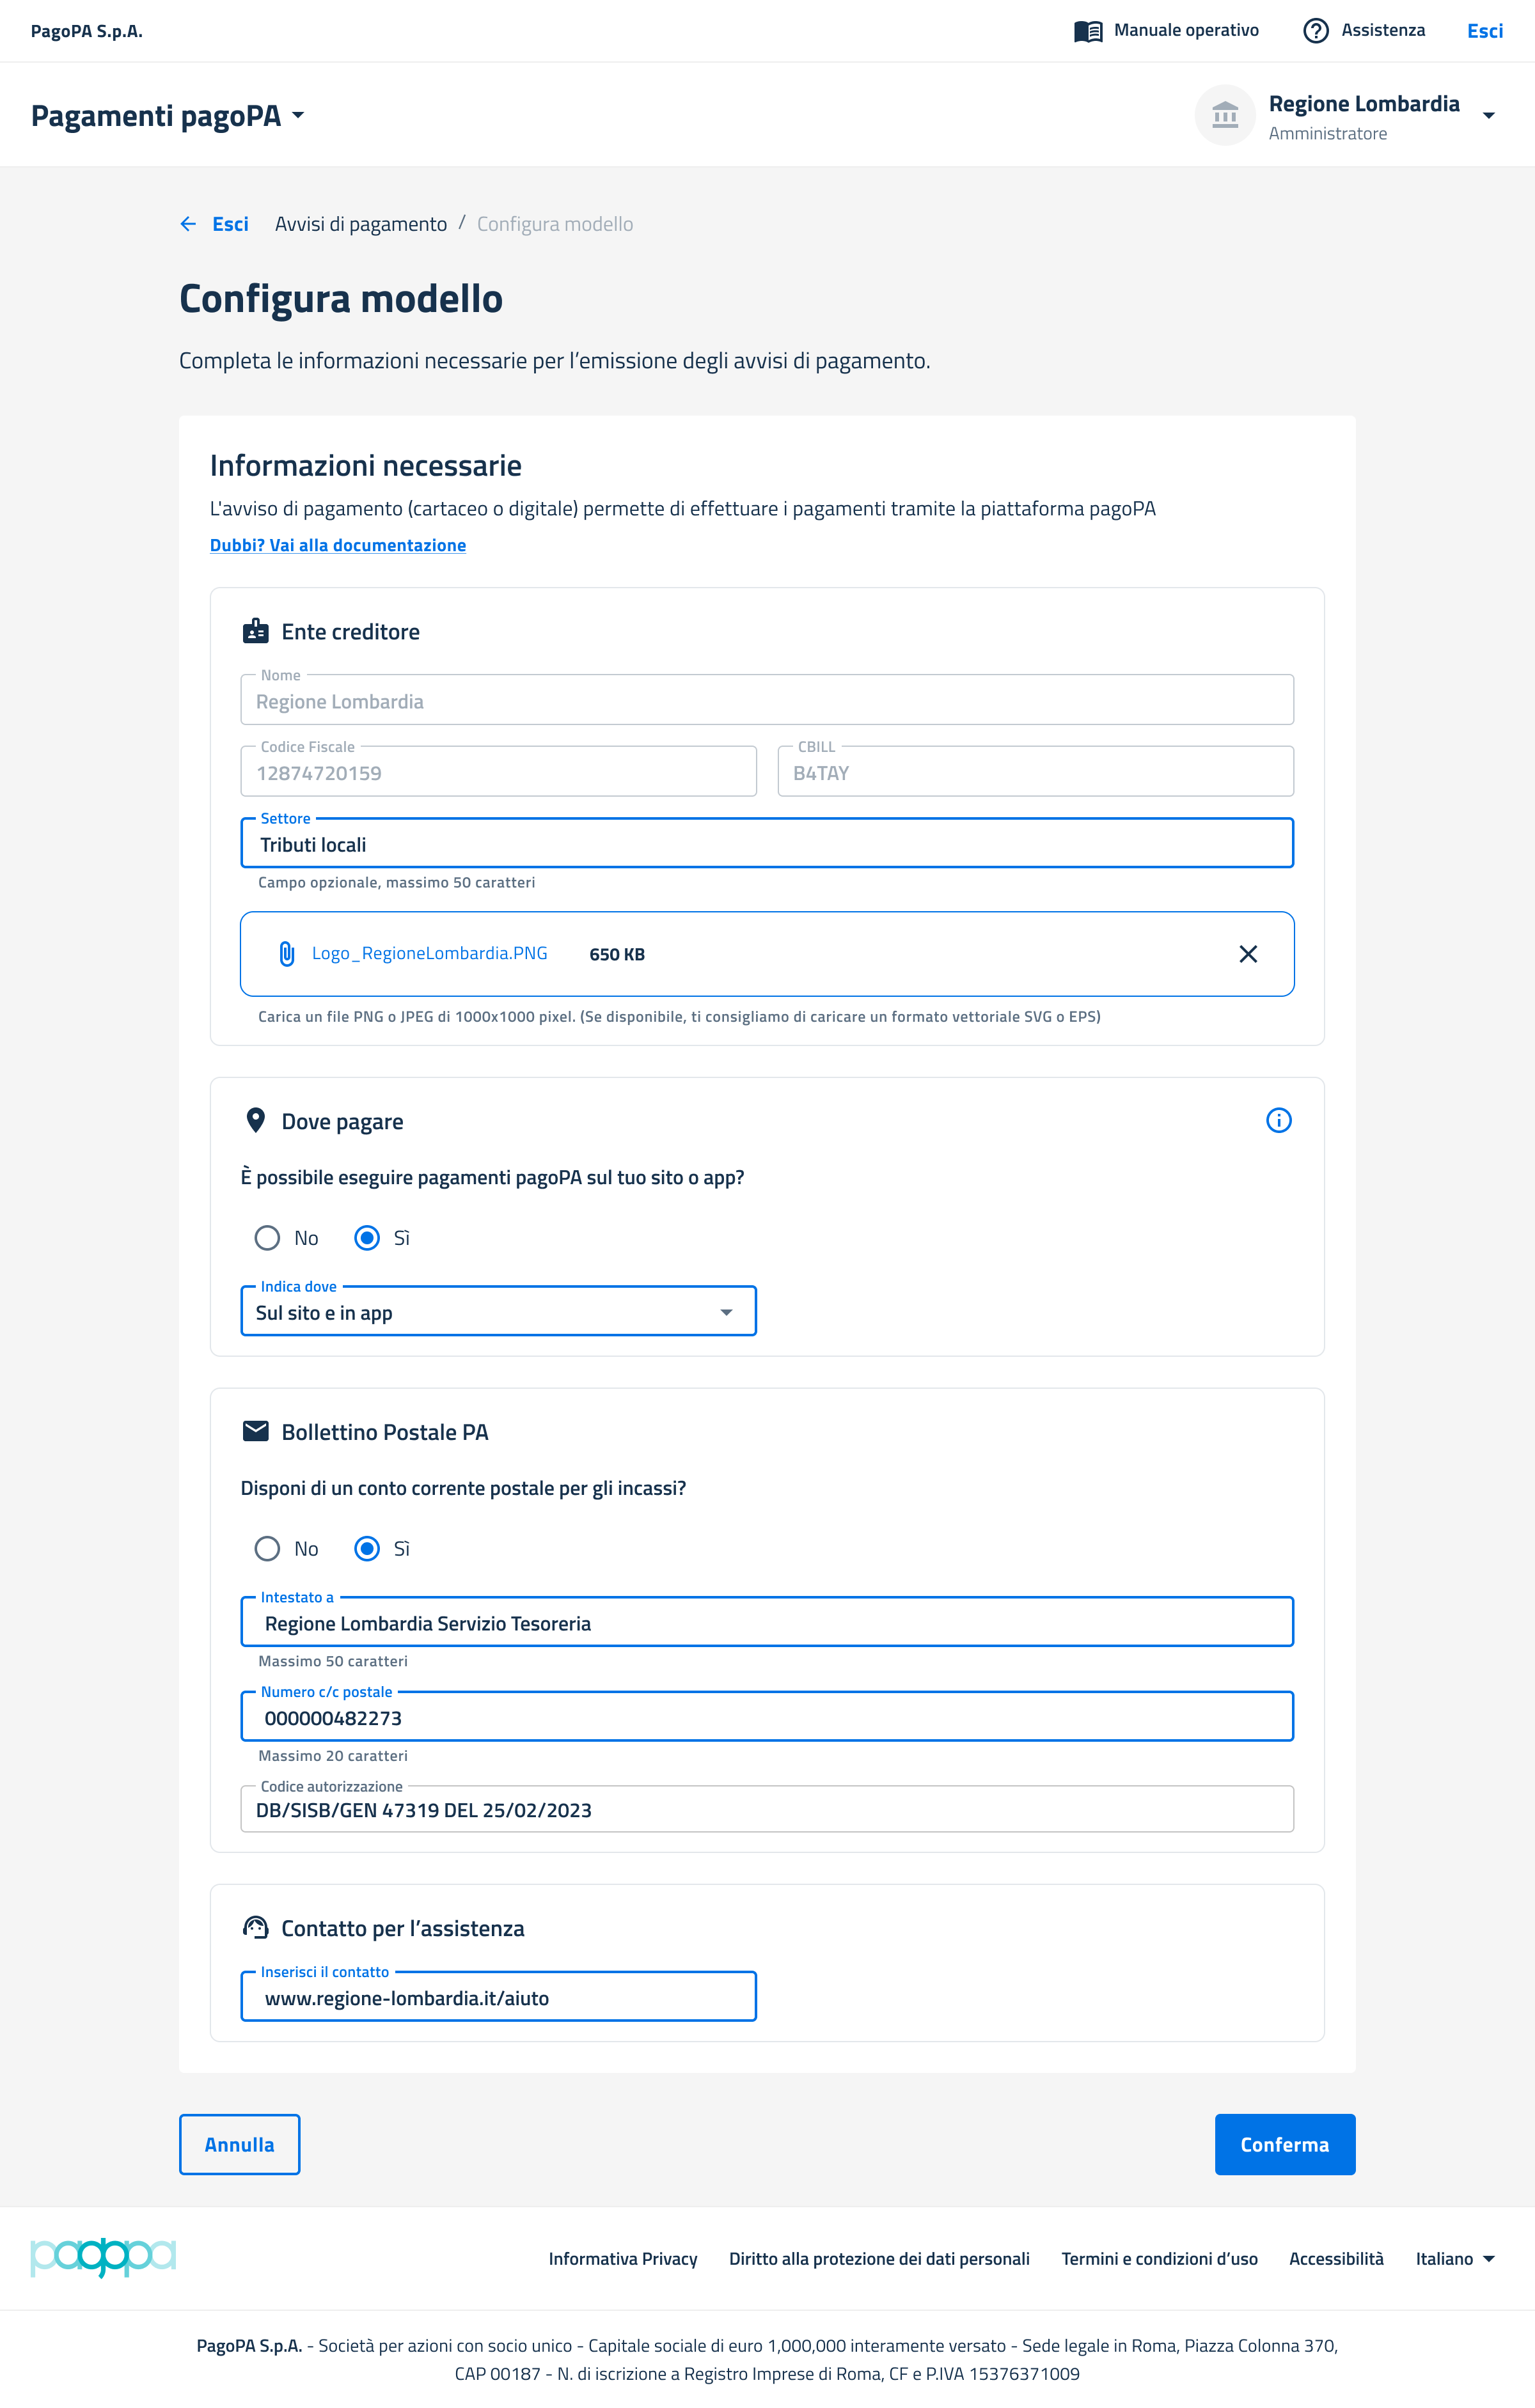 PagoPA S.p.A.
Manuale operativo
Assistenza
Esci
Pagamenti pagoPA
Regione Lombardia
Amministratore
Esci
Avvisi di pagamento / Configura modello
Configura modello
Completa le informazioni necessarie per l’emissione degli avvisi di pagamento.
Informazioni necessarie
L'avviso di pagamento (cartaceo o digitale) permette di effettuare i pagamenti tramite la piattaforma pagoPA
Dubbi? Vai alla documentazione
Ente creditore
Nome
Regione Lombardia
Codice Fiscale
12874720159
CBILL
B4TAY
Settore
Tributi locali
Campo opzionale, massimo 50 caratteri
Logo_RegioneLombardia.PNG 650 KB
Carica un file PNG o JPEG di 1000x1000 pixel. (Se disponibile, ti consigliamo di caricare un formato vettoriale SVG o EPS)
Dove pagare
È possibile eseguire pagamenti pagoPA sul tuo sito o app?
No Sì
Indica dove
Sul sito e in app
Bollettino Postale PA
Disponi di un conto corrente postale per gli incassi?
No Sì
Intestato a
Regione Lombardia Servizio Tesoreria
Massimo 50 caratteri
Numero c/c postale
000000482273
Massimo 20 caratteri
Codice autorizzazione
DB/SISB/GEN 47319 DEL 25/02/2023
Contatto per l’assistenza
Inserisci il contatto
www.regione-lombardia.it/aiuto
Annulla
Conferma
pagopa
Informativa Privacy
Diritto alla protezione dei dati personali
Termini e condizioni d’uso
Accessibilità
Italiano
PagoPA S.p.A. - Società per azioni con socio unico - Capitale sociale di euro 1,000,000 interamente versato - Sede legale in Roma, Piazza Colonna 370,
CAP 00187 - N. di iscrizione a Registro Imprese di Roma, CF e P.IVA 15376371009